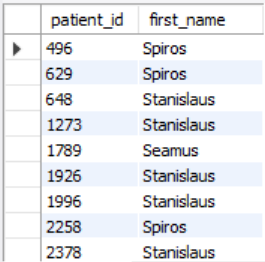 patient_id first_name
496 Spiros
629 Spiros
648 Stanislaus
1273 Stanislaus
1789 Seamus
1926 Stanislaus
1996 Stanislaus
2258 Spiros
2378 Stanislaus